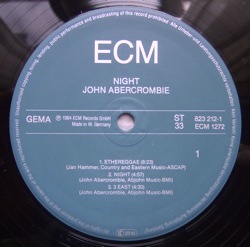 ECM
NIGHT
JOHN ABERCROMBIE
GEMA
℗ 1984 ECM Records GmbH
Made in W. Germany
ST
33
823 212-1
ECM 1272
1
1. ETHEREGGAE (8:23)
(Jan Hammer, Country and Eastern Music-ASCAP)
2. NIGHT (4:57)
(John Abercrombie, Abjohn Music-BMI)
3. 3 EAST (4:30)
(John Abercrombie, Abjohn Music-BMI)